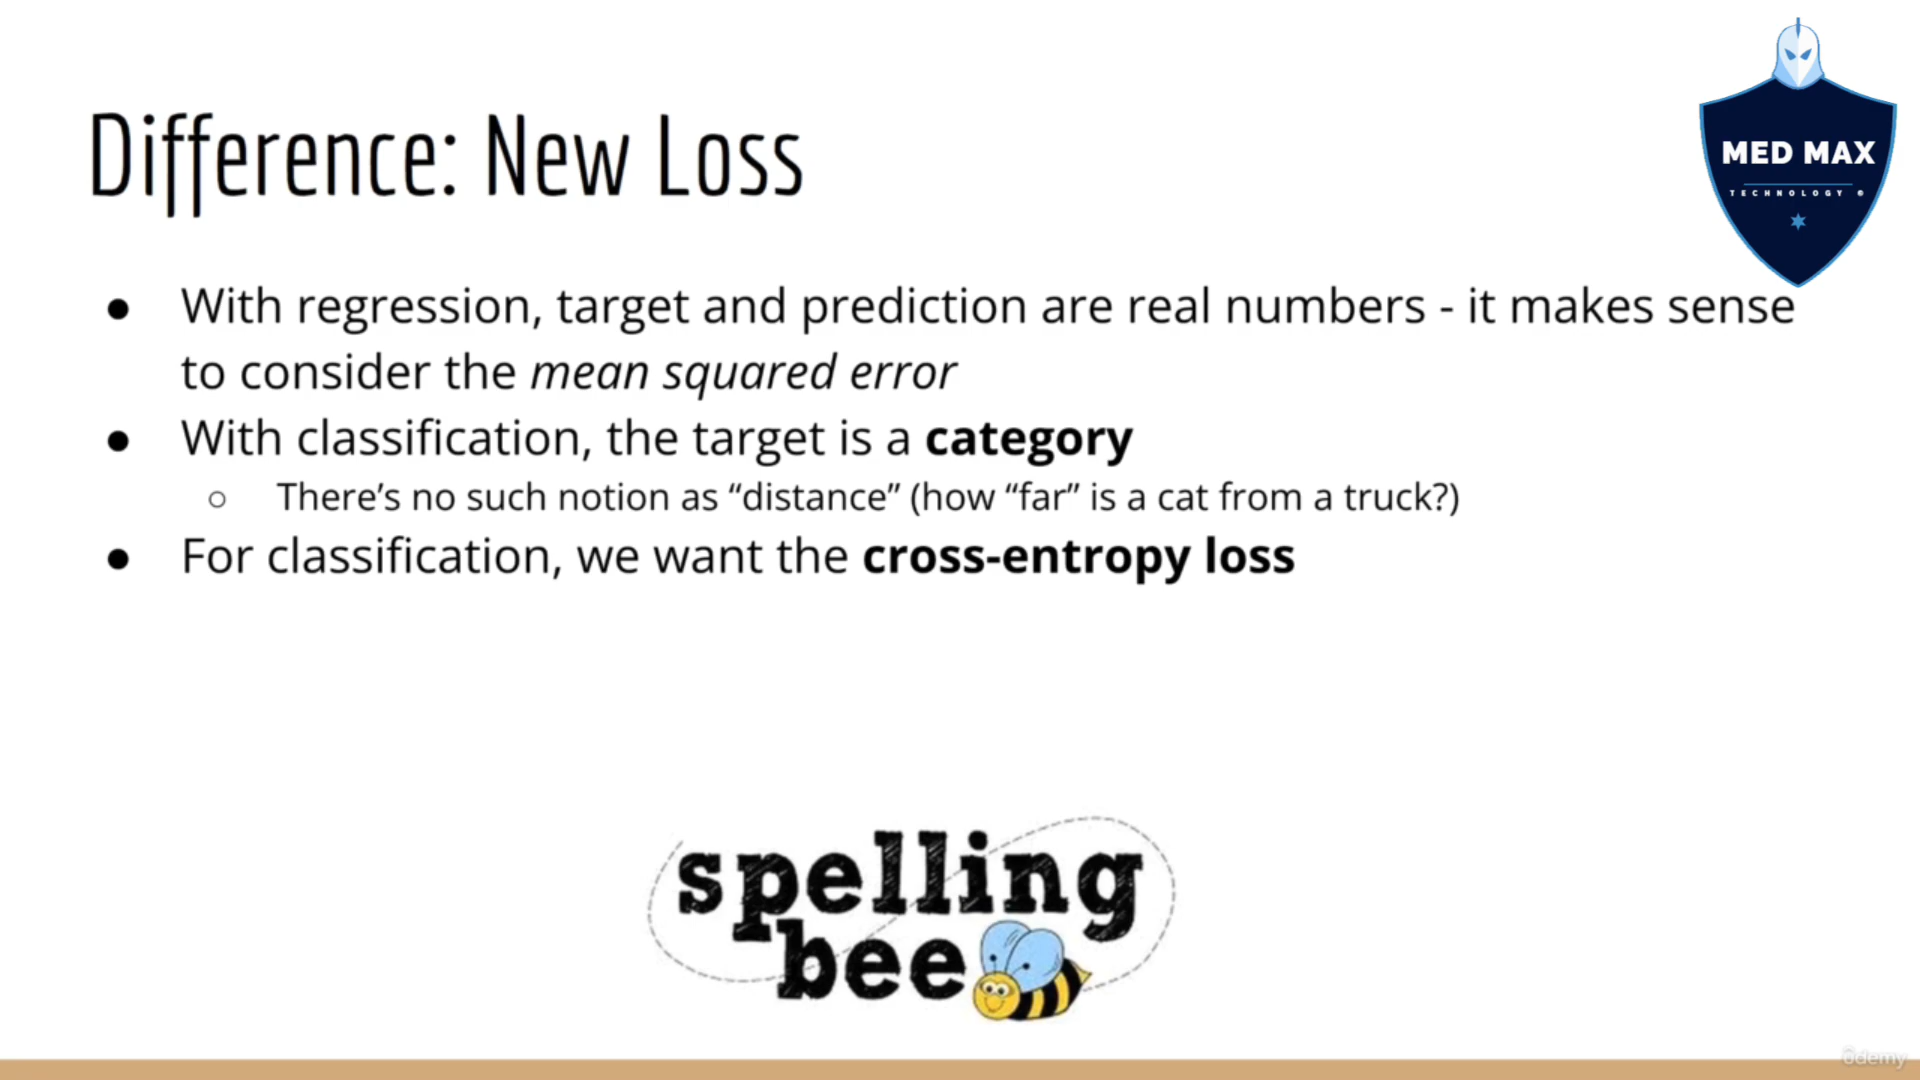 MED MAX
TECHNOLOGY
Difference: New Loss
● With regression, target and prediction are real numbers - it makes sense
to consider the mean squared error
● With classification, the target is a category
○ There’s no such notion as “distance” (how “far” is a cat from a truck?)
● For classification, we want the cross-entropy loss
spelling
bee
ûdemy